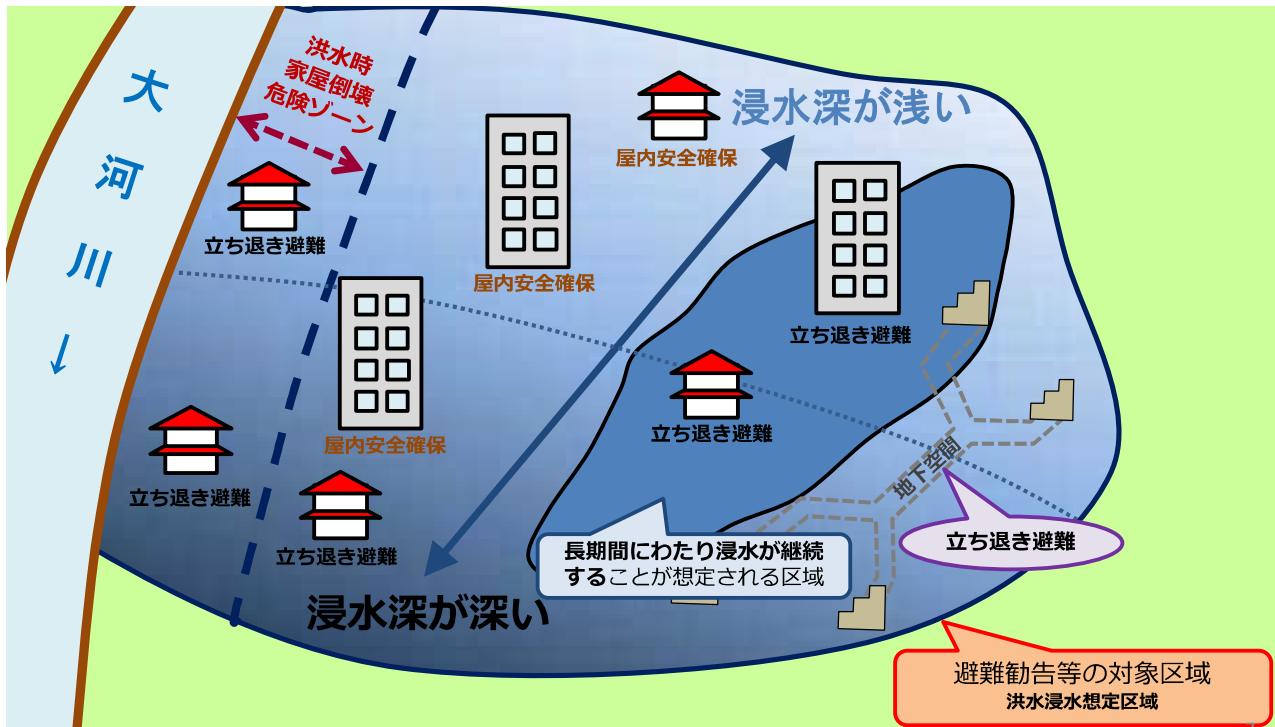 大河川
↓
洪水時
家屋倒壊
危険ゾーン
浸水深が浅い
屋内安全確保
立ち退き避難
屋内安全確保
立ち退き避難
屋内安全確保
立ち退き避難
立ち退き避難
立ち退き避難
地下空間
立ち退き避難
長期間にわたり浸水が継続
することが想定される区域
浸水深が深い
避難勧告等の対象区域
洪水浸水想定区域